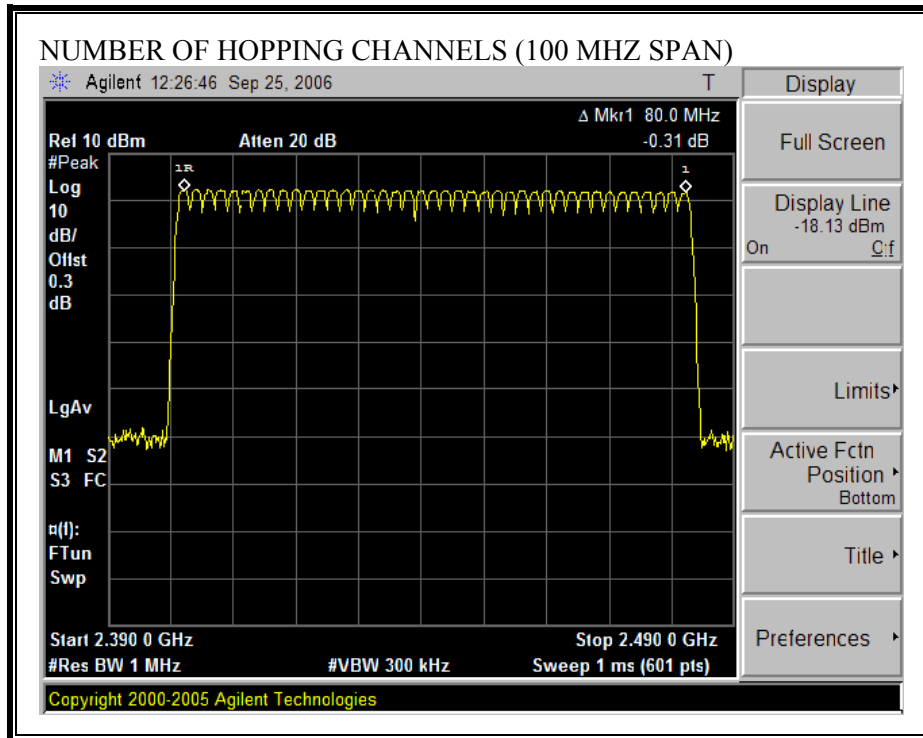 NUMBER OF HOPPING CHANNELS (100 MHZ SPAN)
Agilent 12:26:46 Sep 25, 2006 T
Display
Δ Mkr1 80.0 MHz
Ref 10 dBm Atten 20 dB -0.31 dB
Full Screen
#Peak
Log
10
dB/
Offst
0.3
dB
1R
1
Display Line
-18.13 dBm
On
LgAv
Limits
M1 S2
S3 FC
Active Fctn
Position
Bottom
¤(f):
FTun
Swp
Title
Start 2.390 0 GHz Stop 2.490 0 GHz
#Res BW 1 MHz #VBW 300 kHz Sweep 1 ms (601 pts)
Preferences
Copyright 2000-2005 Agilent Technologies